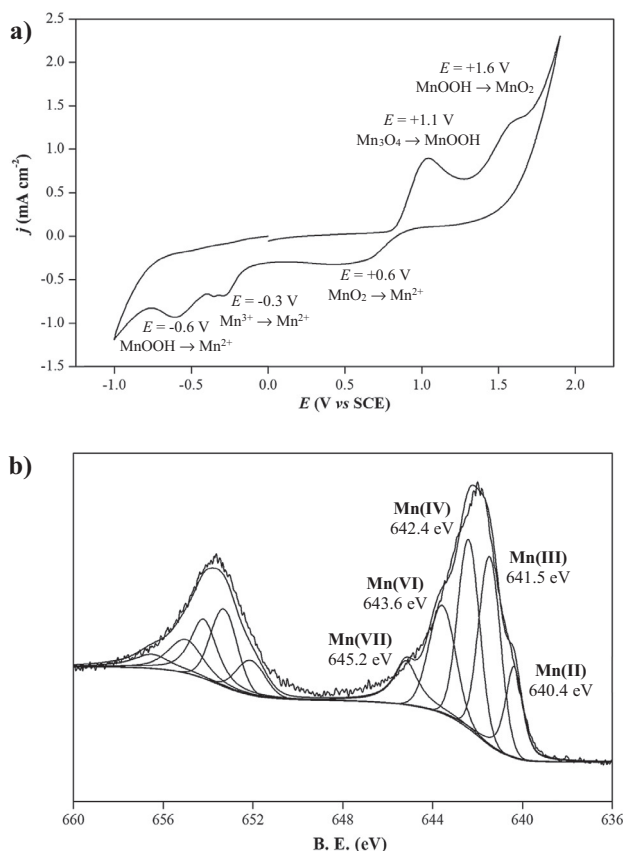 a)
2.5
2.0
1.5
1.0
0.5
0.0
-0.5
-1.0
-1.5
j (mA cm⁻²)
E = +1.6 V
MnOOH → MnO₂
E = +1.1 V
Mn₃O₄ → MnOOH
E = +0.6 V
MnO₂ → Mn²⁺
E = -0.3 V
Mn³⁺ → Mn²⁺
E = -0.6 V
MnOOH → Mn²⁺
-1.0 -0.5 0.0 0.5 1.0 1.5 2.0
E (V vs SCE)
b)
Mn(IV)
642.4 eV
Mn(III)
641.5 eV
Mn(VI)
643.6 eV
Mn(VII)
645.2 eV
Mn(II)
640.4 eV
660 656 652 648 644 640 636
B. E. (eV)